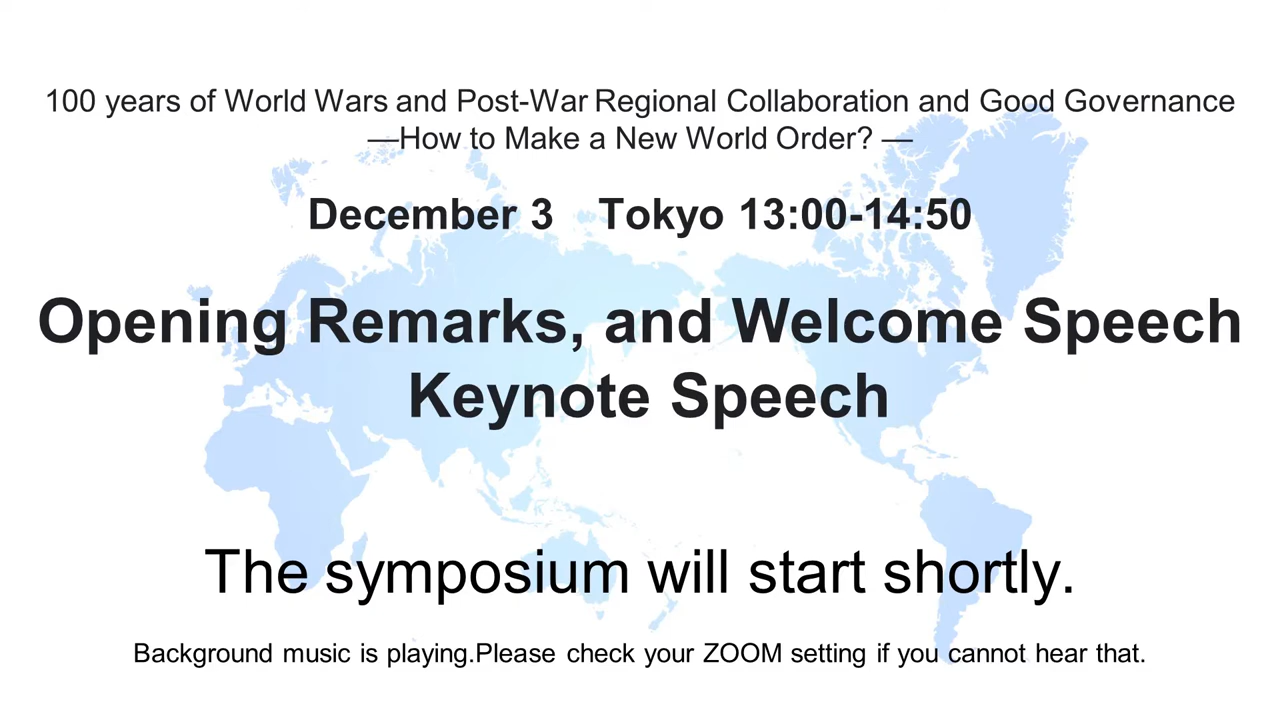 100 years of World Wars and Post-War Regional Collaboration and Good Governance
—How to Make a New World Order? —
December 3　Tokyo 13:00-14:50
Opening Remarks, and Welcome Speech
Keynote Speech
The symposium will start shortly.
Background music is playing.Please check your ZOOM setting if you cannot hear that.